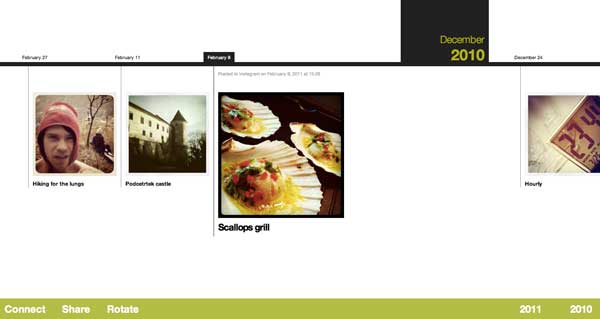 December
2010
February 27
February 11
February 8
December 24
Posted to Instagram on February 8, 2011 at 15:28
Hiking for the lungs
Podcetrtek castle
Scallops grill
Hourly
Connect
Share
Rotate
2011
2010